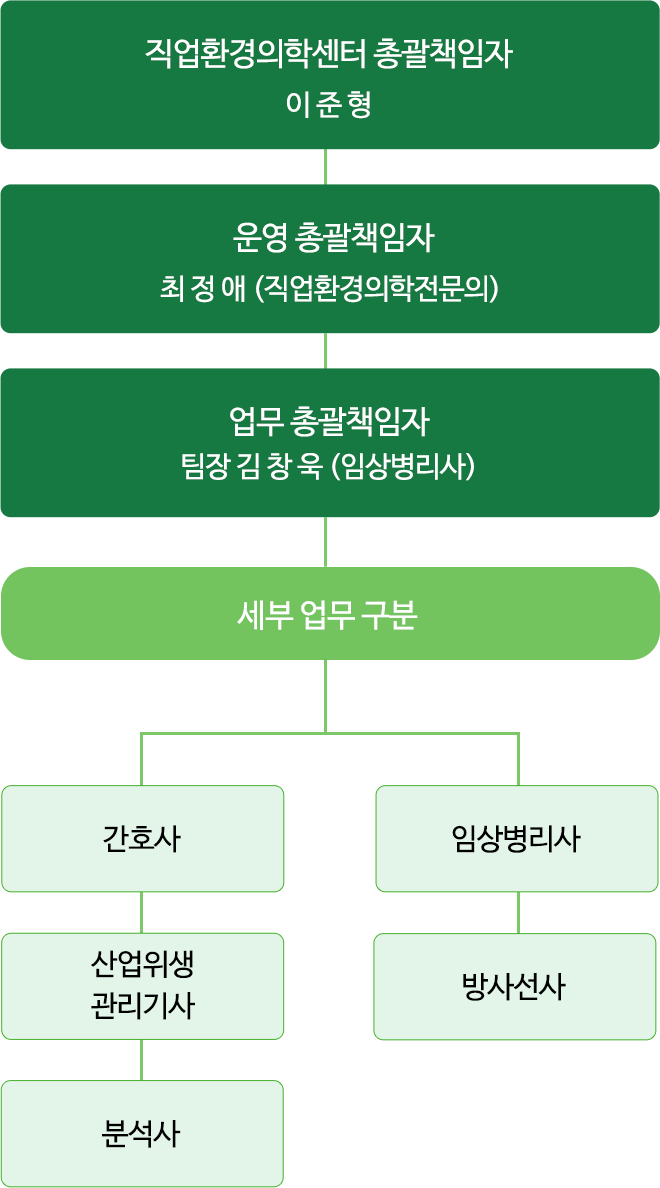 직업환경의학센터 총괄책임자
이 준 형
운영 총괄책임자
최 정 애 (직업환경의학전문의)
업무 총괄책임자
팀장 김 창 욱 (임상병리사)
세부 업무 구분
간호사
임상병리사
산업위생
관리기사
방사선사
분석사